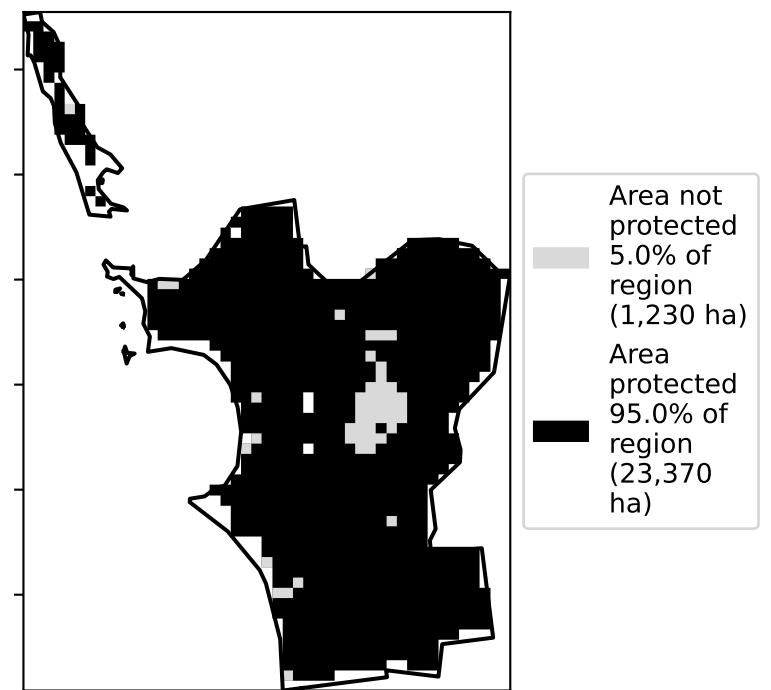 Area not
protected
5.0% of
region
(1,230 ha)
Area
protected
95.0% of
region
(23,370
ha)